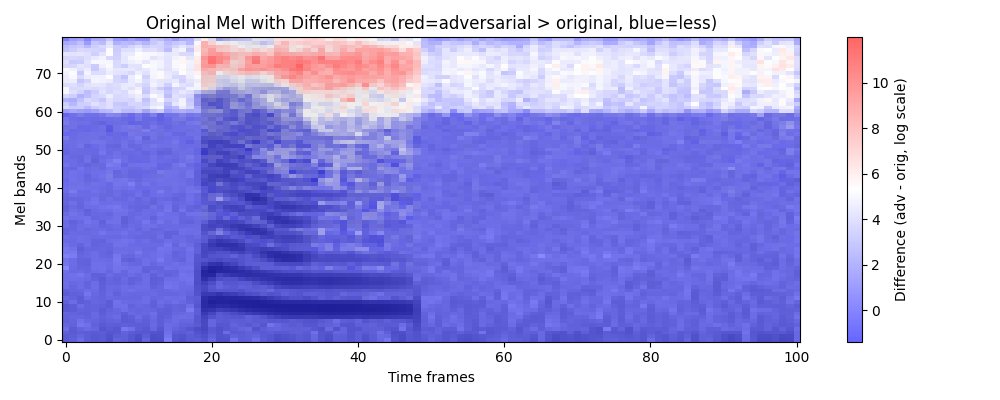 Original Mel with Differences (red=adversarial > original, blue=less)
Mel bands
70
60
50
40
30
20
10
0
0 20 40 60 80 100
Time frames
10
8
6
4
2
0
Difference (adv - orig, log scale)